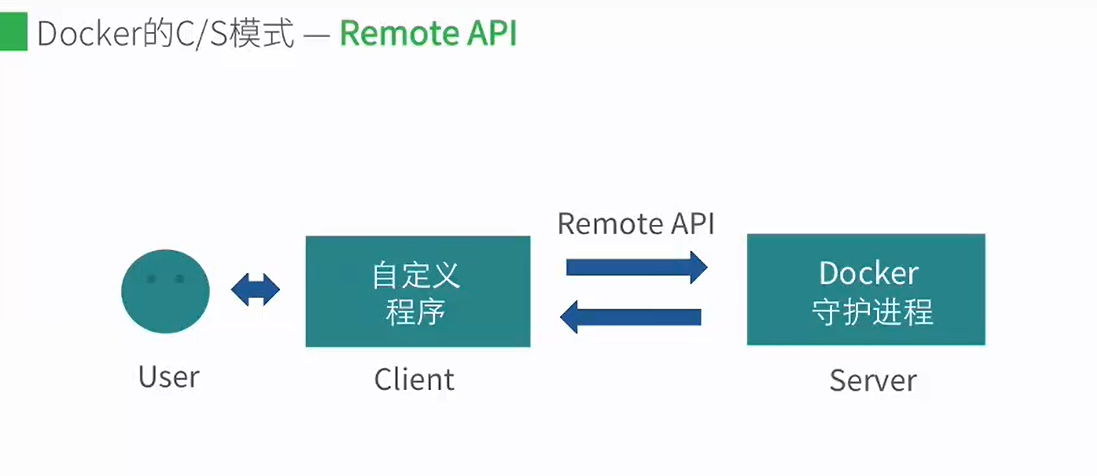 Docker的C/S模式 — Remote API
Remote API
自定义
程序
Docker
守护进程
User
Client
Server